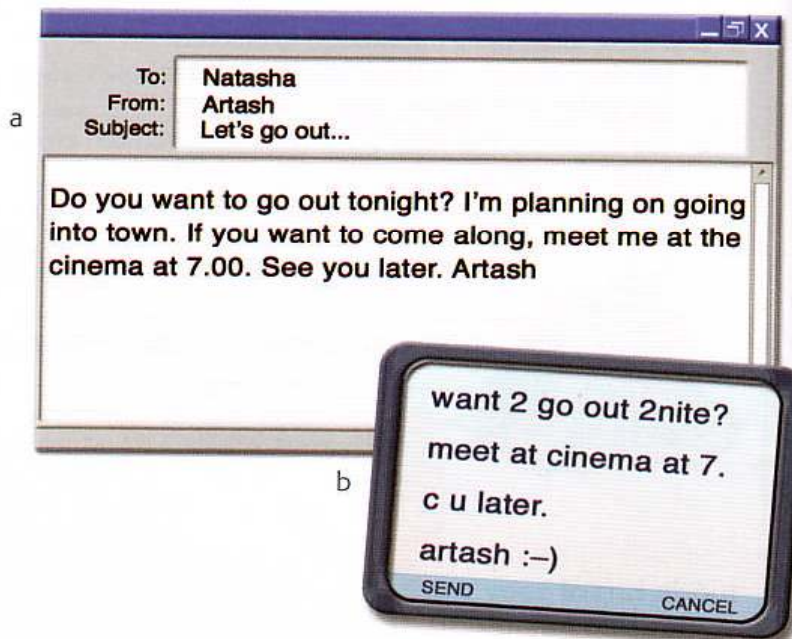 a
To: Natasha
From: Artash
Subject: Let's go out...
Do you want to go out tonight? I'm planning on going
into town. If you want to come along, meet me at the
cinema at 7.00. See you later. Artash
b
want 2 go out 2nite?
meet at cinema at 7.
c u later.
artash :–)
SEND CANCEL